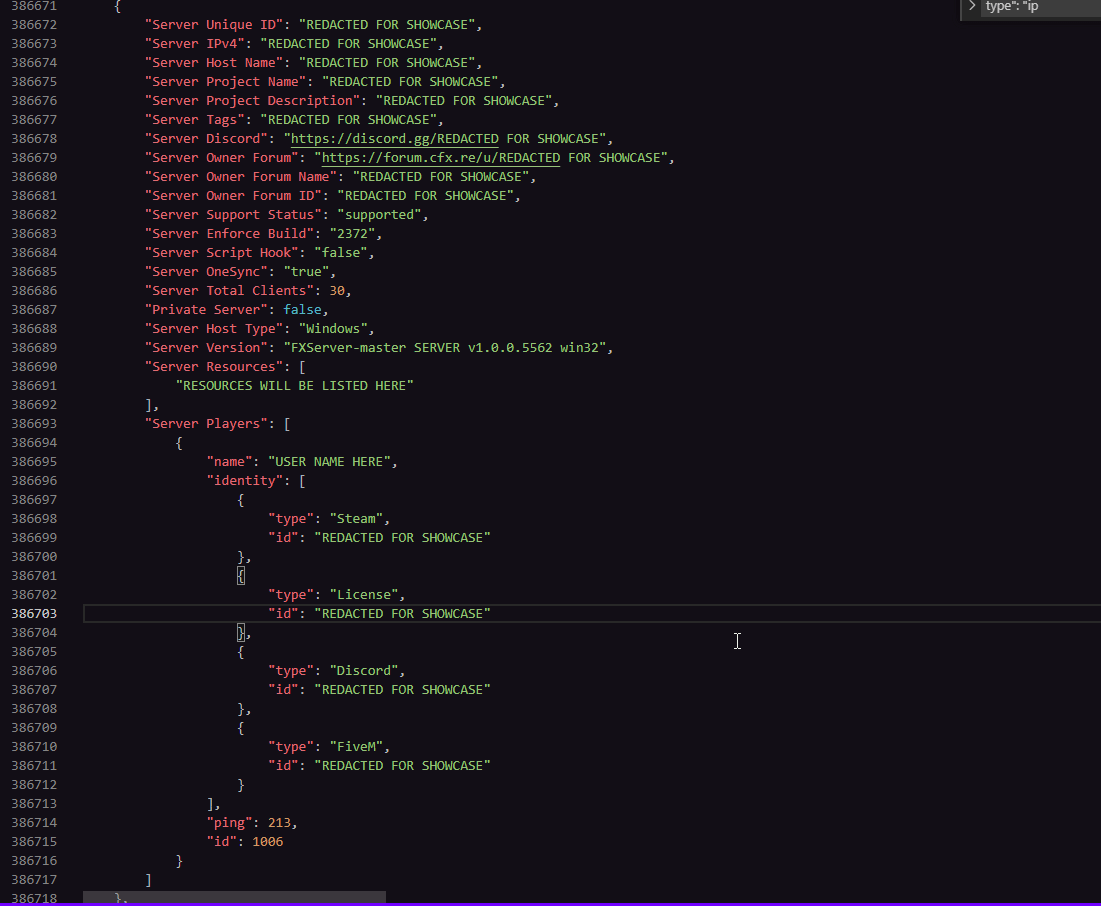 type": "ip
386671 {
386672 "Server Unique ID": "REDACTED FOR SHOWCASE",
386673 "Server IPv4": "REDACTED FOR SHOWCASE",
386674 "Server Host Name": "REDACTED FOR SHOWCASE",
386675 "Server Project Name": "REDACTED FOR SHOWCASE",
386676 "Server Project Description": "REDACTED FOR SHOWCASE",
386677 "Server Tags": "REDACTED FOR SHOWCASE",
386678 "Server Discord": "https://discord.gg/REDACTED FOR SHOWCASE",
386679 "Server Owner Forum": "https://forum.cfx.re/u/REDACTED FOR SHOWCASE",
386680 "Server Owner Forum Name": "REDACTED FOR SHOWCASE",
386681 "Server Owner Forum ID": "REDACTED FOR SHOWCASE",
386682 "Server Support Status": "supported",
386683 "Server Enforce Build": "2372",
386684 "Server Script Hook": "false",
386685 "Server OneSync": "true",
386686 "Server Total Clients": 30,
386687 "Private Server": false,
386688 "Server Host Type": "Windows",
386689 "Server Version": "FXServer-master SERVER v1.0.0.5562 win32",
386690 "Server Resources": [
386691 "RESOURCES WILL BE LISTED HERE"
386692 ],
386693 "Server Players": [
386694 {
386695 "name": "USER NAME HERE",
386696 "identity": [
386697 {
386698 "type": "Steam",
386699 "id": "REDACTED FOR SHOWCASE"
386700 },
386701 {
386702 "type": "License",
386703 "id": "REDACTED FOR SHOWCASE"
386704 },
386705 {
386706 "type": "Discord",
386707 "id": "REDACTED FOR SHOWCASE"
386708 },
386709 {
386710 "type": "FiveM",
386711 "id": "REDACTED FOR SHOWCASE"
386712 }
386713 ],
386714 "ping": 213,
386715 "id": 1006
386716 }
386717 ]
386718 },